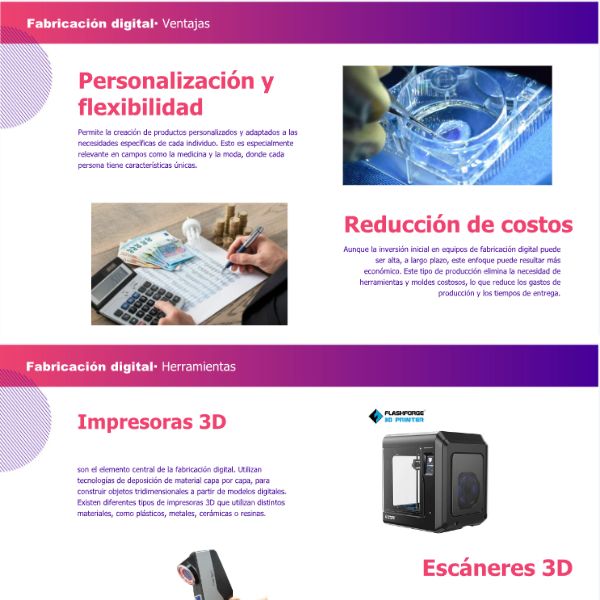 Fabricación digital· Ventajas
Personalización y
flexibilidad
Permite la creación de productos personalizados y adaptados a las
necesidades específicas de cada individuo. Esto es especialmente
relevante en campos como la medicina y la moda, donde cada
persona tiene características únicas.
Reducción de costos
Aunque la inversión inicial en equipos de fabricación digital puede
ser alta, a largo plazo, este enfoque puede resultar más
económico. Este tipo de producción elimina la necesidad de
herramientas y moldes costosos, lo que reduce los gastos de
producción y los tiempos de entrega.
Fabricación digital· Herramientas
Impresoras 3D
FLASHFORGE
3D PRINTER
son el elemento central de la fabricación digital. Utilizan
tecnologías de deposición de material capa por capa, para
construir objetos tridimensionales a partir de modelos digitales.
Existen diferentes tipos de impresoras 3D que utilizan distintos
materiales, como plásticos, metales, cerámicas o resinas.
Escáneres 3D